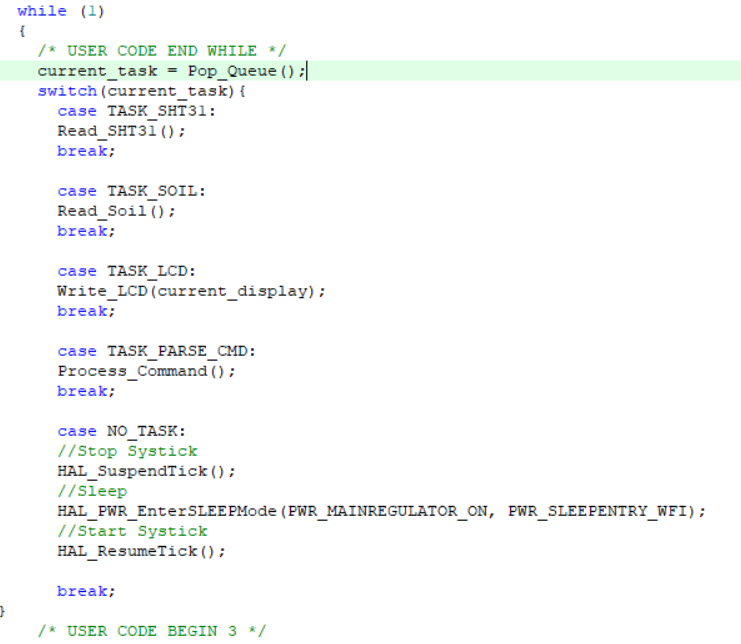 while (1)
{
/* USER CODE END WHILE */
current_task = Pop_Queue();
switch(current_task){
case TASK_SHT31:
Read_SHT31();
break;
case TASK_SOIL:
Read_Soil();
break;
case TASK_LCD:
Write_LCD(current_display);
break;
case TASK_PARSE_CMD:
Process_Command();
break;
case NO_TASK:
//Stop Systick
HAL_SuspendTick();
//Sleep
HAL_PWR_EnterSLEEPMode(PWR_MAINREGULATOR_ON, PWR_SLEEPENTRY_WFI);
//Start Systick
HAL_ResumeTick();
break;
}
/* USER CODE BEGIN 3 */